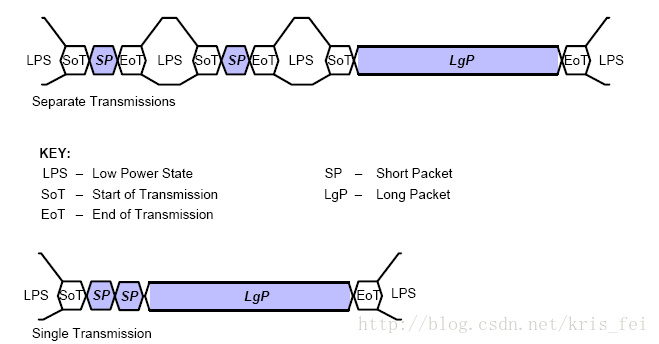 LPS SoT SP EoT LPS SoT SP EoT LPS SoT LgP EoT LPS
Separate Transmissions
KEY:
LPS – Low Power State SP – Short Packet
SoT – Start of Transmission LgP – Long Packet
EoT – End of Transmission
LPS SoT SP SP LgP EoT LPS
http://blog.csdn.net/kris_fei
Single Transmission